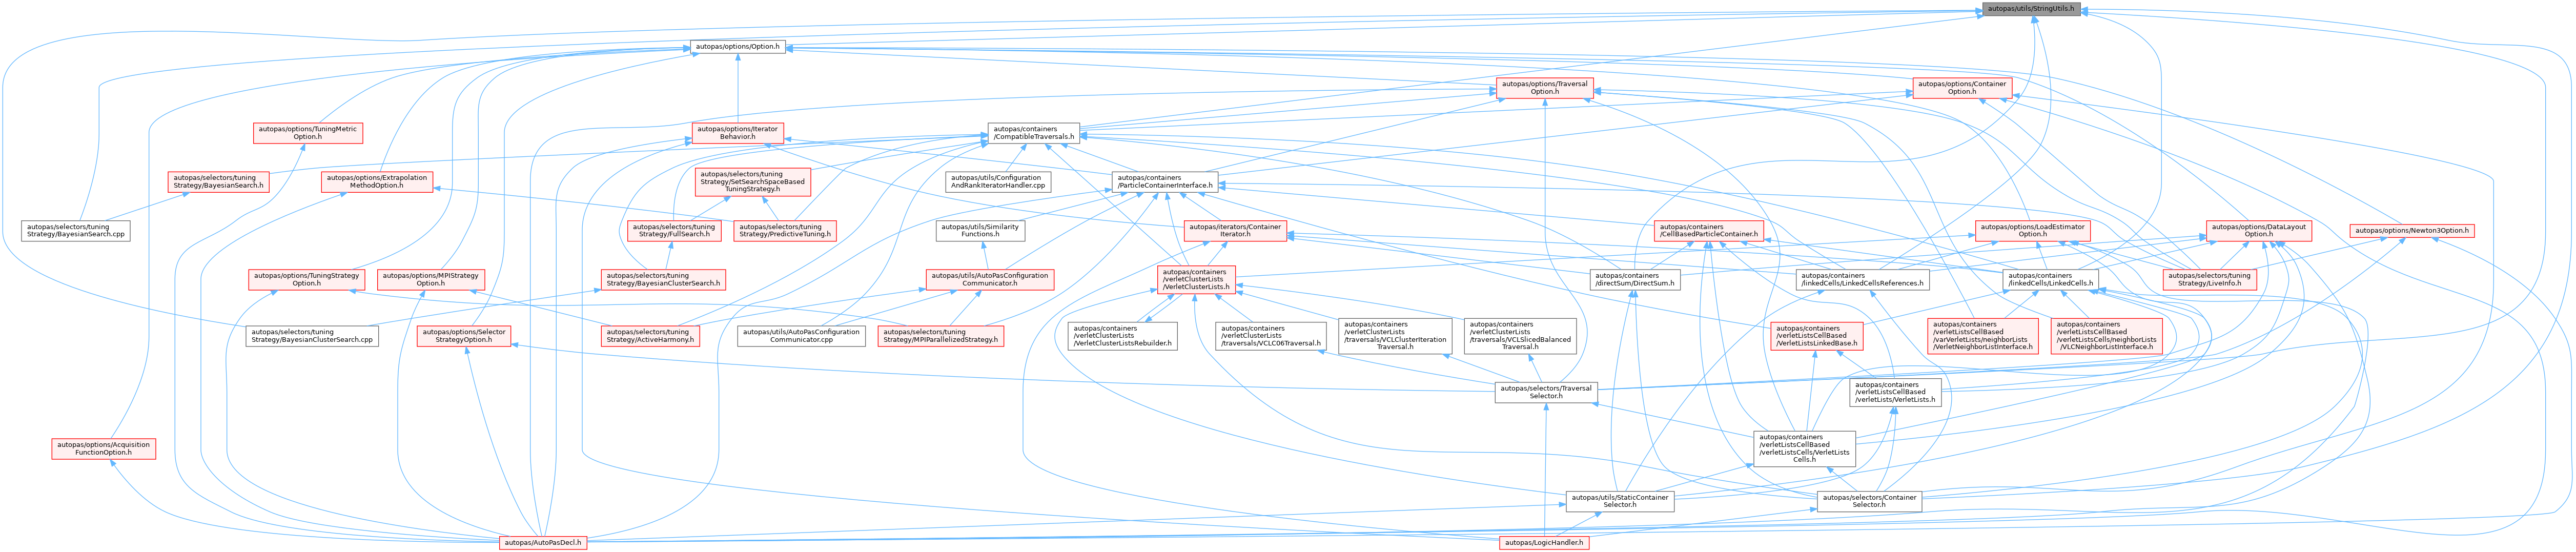 autopas/utils/StringUtils.h
autopas/options/Option.h
autopas/options/Traversal
Option.h
autopas/options/Container
Option.h
autopas/options/TuningMetric
Option.h
autopas/options/Iterator
Behavior.h
autopas/containers
/CompatibleTraversals.h
autopas/selectors/tuning
Strategy/BayesianSearch.h
autopas/options/Extrapolation
MethodOption.h
autopas/selectors/tuning
Strategy/SetSearchSpaceBased
TuningStrategy.h
autopas/utils/Configuration
AndRankIteratorHandler.cpp
autopas/containers
/ParticleContainerInterface.h
autopas/selectors/tuning
Strategy/BayesianSearch.cpp
autopas/selectors/tuning
Strategy/FullSearch.h
autopas/selectors/tuning
Strategy/PredictiveTuning.h
autopas/utils/Similarity
Functions.h
autopas/iterators/Container
Iterator.h
autopas/containers
/CellBasedParticleContainer.h
autopas/options/LoadEstimator
Option.h
autopas/options/DataLayout
Option.h
autopas/options/Newton3Option.h
autopas/options/TuningStrategy
Option.h
autopas/options/MPIStrategy
Option.h
autopas/selectors/tuning
Strategy/BayesianClusterSearch.h
autopas/utils/AutoPasConfiguration
Communicator.h
autopas/containers
/verletClusterLists
/VerletClusterLists.h
autopas/containers
/directSum/DirectSum.h
autopas/containers
/linkedCells/LinkedCellsReferences.h
autopas/containers
/linkedCells/LinkedCells.h
autopas/selectors/tuning
Strategy/LiveInfo.h
autopas/selectors/tuning
Strategy/BayesianClusterSearch.cpp
autopas/options/Selector
StrategyOption.h
autopas/selectors/tuning
Strategy/ActiveHarmony.h
autopas/utils/AutoPasConfiguration
Communicator.cpp
autopas/selectors/tuning
Strategy/MPIParallelizedStrategy.h
autopas/containers
/verletClusterLists
/VerletClusterListsRebuilder.h
autopas/containers
/verletClusterLists
/traversals/VCLC06Traversal.h
autopas/containers
/verletClusterLists
/traversals/VCLClusterIteration
Traversal.h
autopas/containers
/verletClusterLists
/traversals/VCLSlicedBalanced
Traversal.h
autopas/containers
/verletListsCellBased
/VerletListsLinkedBase.h
autopas/containers
/verletListsCellBased
/varVerletLists/neighborLists
/VerletNeighborListInterface.h
autopas/containers
/verletListsCellBased
/verletListsCells/neighborLists
/VLCNeighborListInterface.h
autopas/selectors/Traversal
Selector.h
autopas/containers
/verletListsCellBased
/verletLists/VerletLists.h
autopas/options/Acquisition
FunctionOption.h
autopas/containers
/verletListsCellBased
/verletListsCells/VerletLists
Cells.h
autopas/utils/StaticContainer
Selector.h
autopas/selectors/Container
Selector.h
autopas/AutoPasDecl.h
autopas/LogicHandler.h